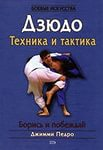 БОЕВЫЕ ИСКУССТВА
Дзюдо
Техника и тактика
Борись и побеждай
Джимми Педро